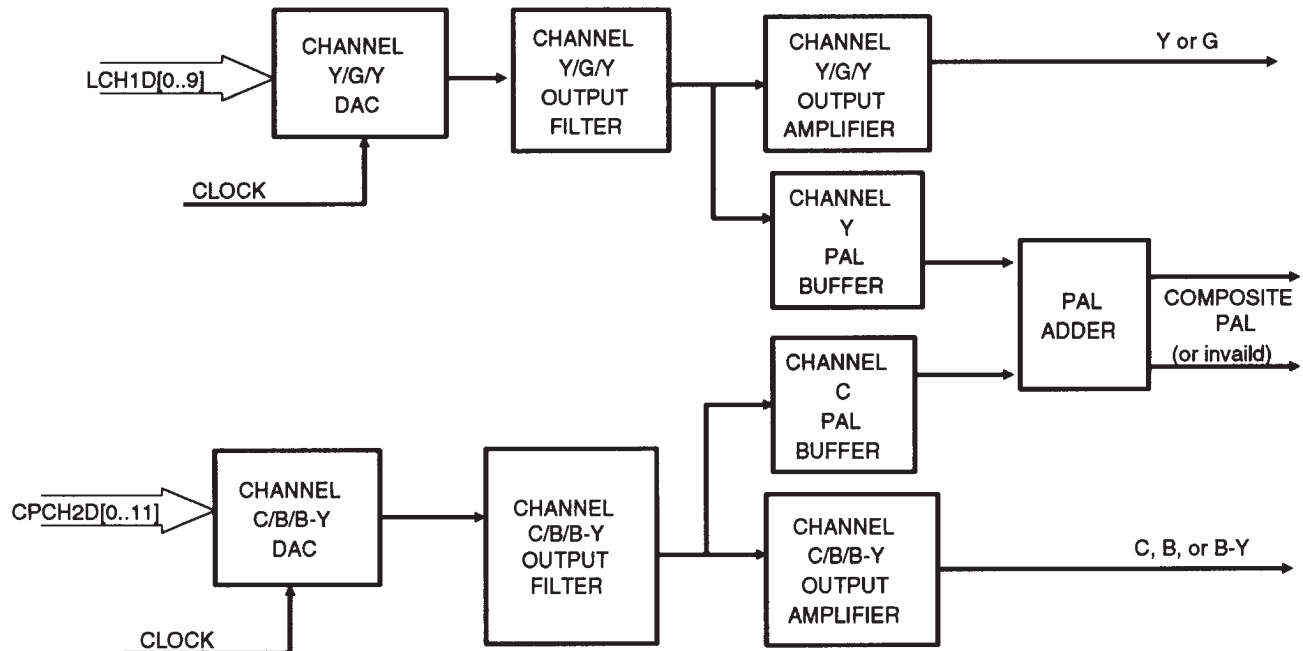 LCH1D[0..9]
CHANNEL
Y/G/Y
DAC
CLOCK
CHANNEL
Y/G/Y
OUTPUT
FILTER
CHANNEL
Y/G/Y
OUTPUT
AMPLIFIER
Y or G
CHANNEL
Y
PAL
BUFFER
PAL
ADDER
COMPOSITE
PAL
(or invaild)
CHANNEL
C
PAL
BUFFER
CPCH2D[0..11]
CHANNEL
C/B/B-Y
DAC
CLOCK
CHANNEL
C/B/B-Y
OUTPUT
FILTER
CHANNEL
C/B/B-Y
OUTPUT
AMPLIFIER
C, B, or B-Y